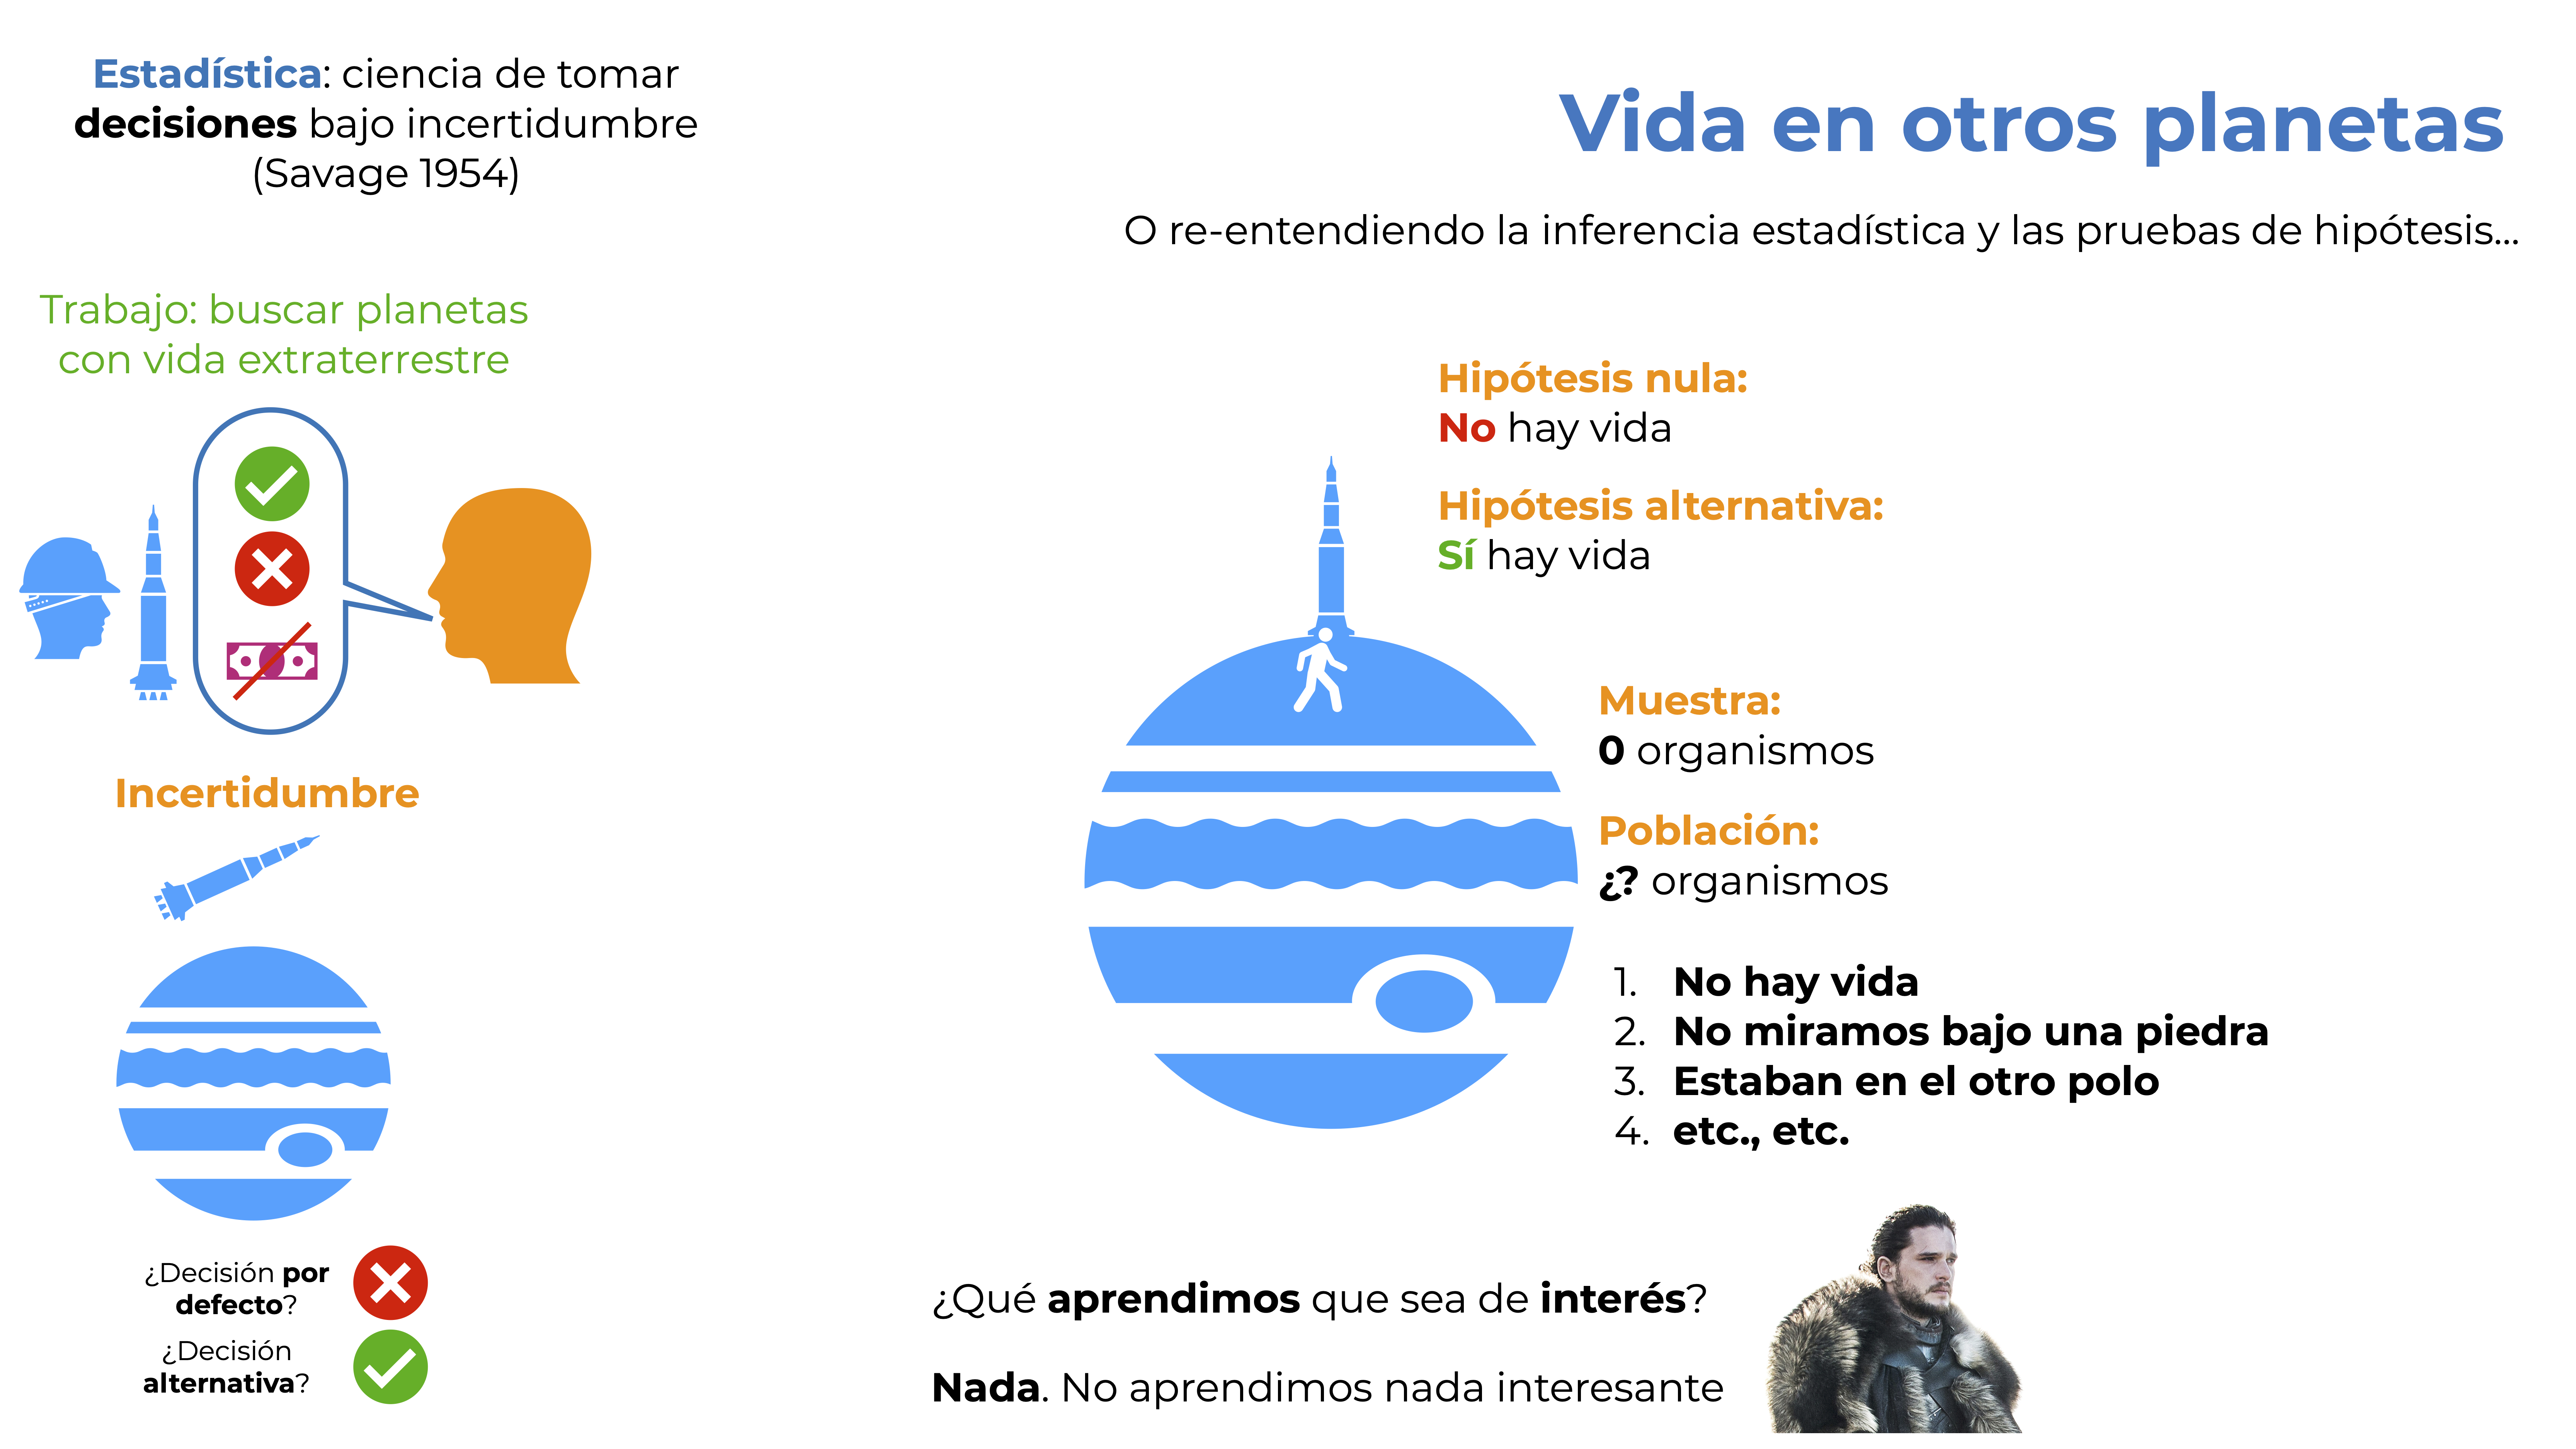 Estadística: ciencia de tomar
decisiones bajo incertidumbre
(Savage 1954)
Vida en otros planetas
O re-entendiendo la inferencia estadística y las pruebas de hipótesis...
Trabajo: buscar planetas
con vida extraterrestre
Incertidumbre
¿Decisión por
defecto?
¿Decisión
alternativa?
Hipótesis nula:
No hay vida
Hipótesis alternativa:
Sí hay vida
Muestra:
0 organismos
Población:
¿? organismos
1. No hay vida
2. No miramos bajo una piedra
3. Estaban en el otro polo
4. etc., etc.
¿Qué aprendimos que sea de interés?
Nada. No aprendimos nada interesante